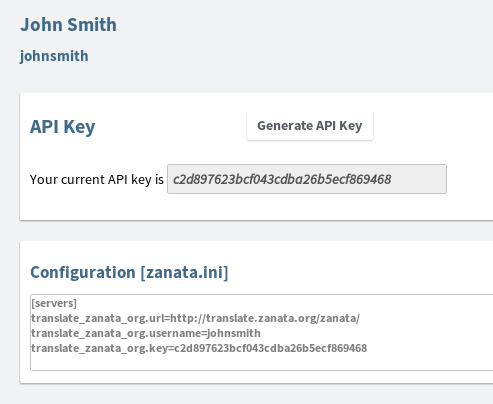 John Smith
johnsmith
API Key
Generate API Key
Your current API key is c2d897623bcf043cdba26b5ecf869468
Configuration [zanata.ini]
[servers]
translate_zanata_org.url=http://translate.zanata.org/zanata/
translate_zanata_org.username=johnsmith
translate_zanata_org.key=c2d897623bcf043cdba26b5ecf869468